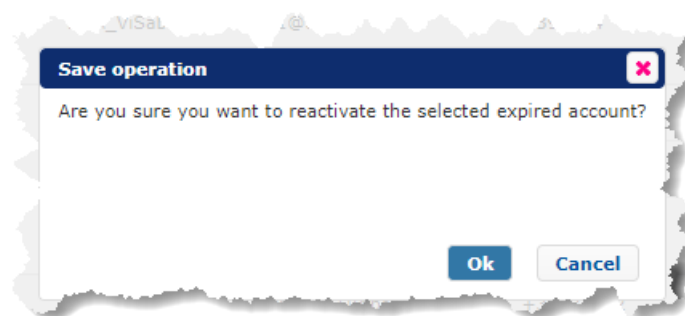 Save operation
Are you sure you want to reactivate the selected expired account?
Ok
Cancel